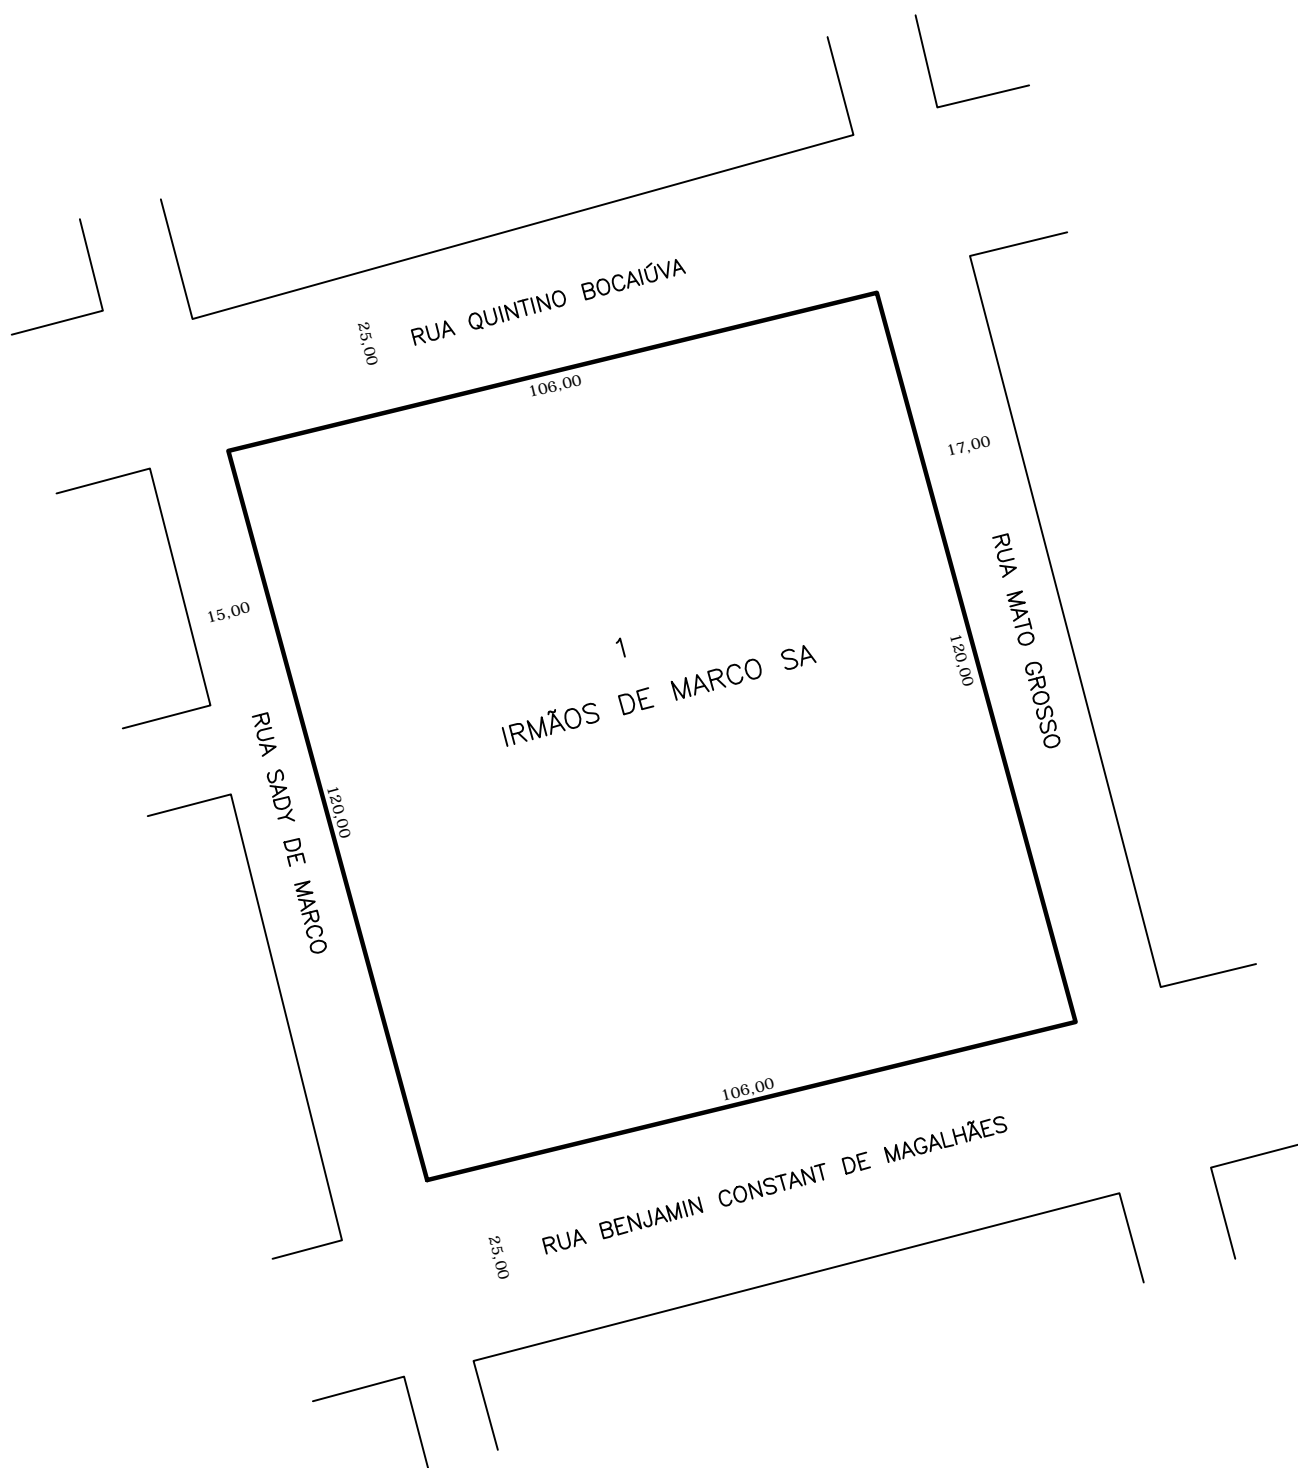 RUA QUINTINO BOCAIÚVA
25,00
106,00
17,00
RUA MATO GROSSO
15,00
1
IRMÃOS DE MARCO SA
120,00
RUA SADY DE MARCO
120,00
106,00
RUA BENJAMIN CONSTANT DE MAGALHÃES
25,00